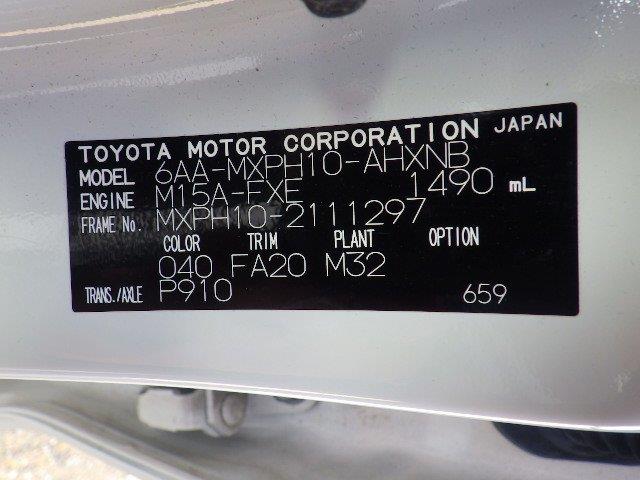 TOYOTA MOTOR CORPORATION JAPAN
MODEL 6AA-MXPH10-AHXNB
ENGINE M15A-FXE 1490 mL
FRAME No. MXPH10-2111297
COLOR TRIM PLANT OPTION
040 FA20 M32
TRANS./AXLE P910 659